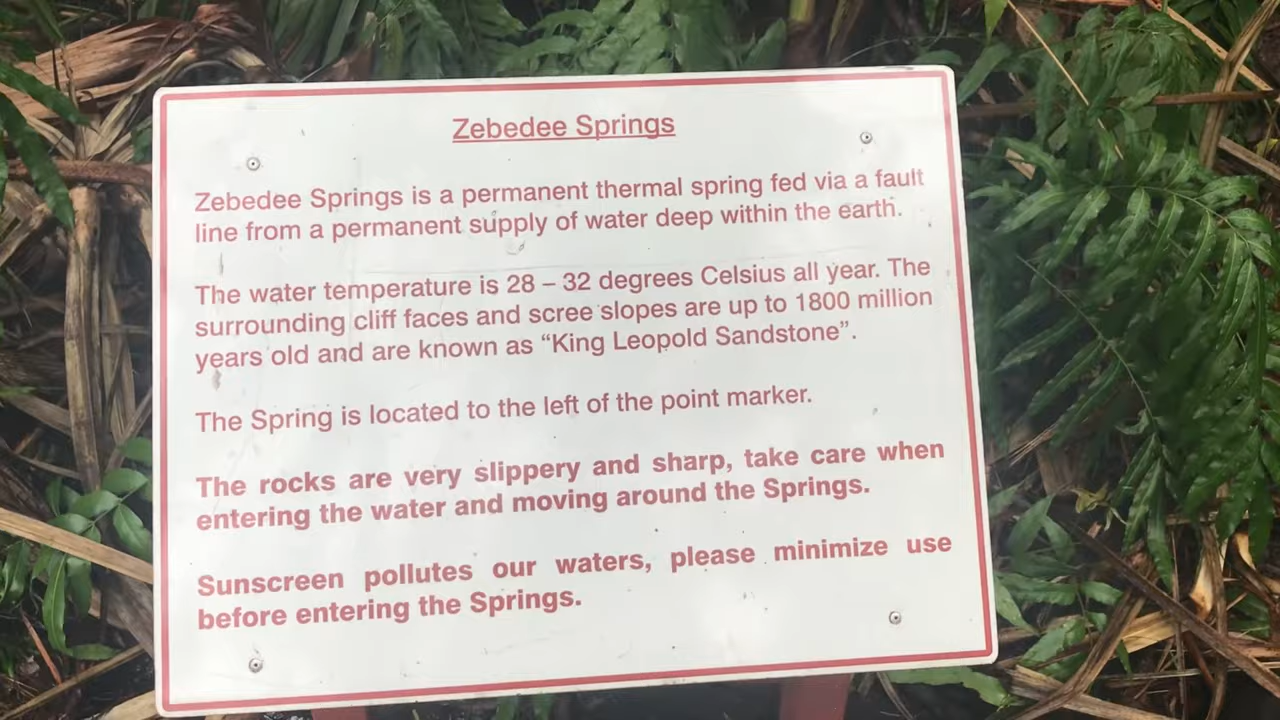 Zebedee Springs
Zebedee Springs is a permanent thermal spring fed via a fault
line from a permanent supply of water deep within the earth.
The water temperature is 28 – 32 degrees Celsius all year. The
surrounding cliff faces and scree slopes are up to 1800 million
years old and are known as “King Leopold Sandstone”.
The Spring is located to the left of the point marker.
The rocks are very slippery and sharp, take care when
entering the water and moving around the Springs.
Sunscreen pollutes our waters, please minimize use
before entering the Springs.